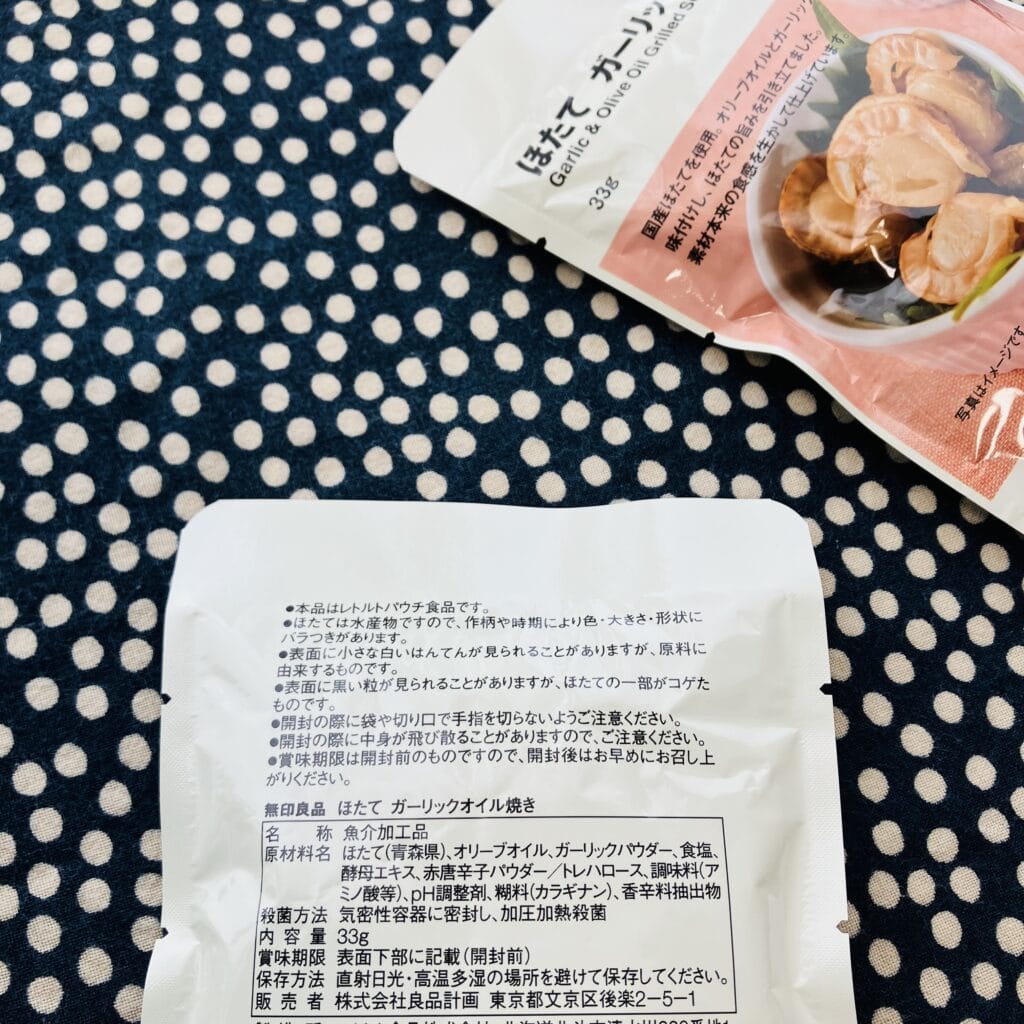 ほたて ガーリッ
Garlic & Olive Oil Grilled
33g
国産ほたてを使用。オリーブオイルとガーリック
味付けし、ほたての旨みを引き立てました。
素材本来の食感を生かして仕上げています。
写真はイメージです
●本品はレトルトパウチ食品です。
●ほたては水産物ですので、作柄や時期により色・大きさ・形状に
バラつきがあります。
●表面に小さな白いはんてんが見られることがありますが、原料に
由来するものです。
●表面に黒い粒が見られることがありますが、ほたての一部がコゲた
ものです。
●開封の際に袋や切り口で手指を切らないようご注意ください。
●開封の際に中身が飛び散ることがありますので、ご注意ください。
●賞味期限は開封前のものですので、開封後はお早めにお召し上
がりください。
無印良品 ほたて ガーリックオイル焼き
名 称 魚介加工品
原材料名 ほたて(青森県)、オリーブオイル、ガーリックパウダー、食塩、
酵母エキス、赤唐辛子パウダー／トレハロース、調味料(ア
ミノ酸等)、pH調整剤、糊料(カラギナン)、香辛料抽出物
殺菌方法 気密性容器に密封し、加圧加熱殺菌
内容量 33g
賞味期限 表面下部に記載(開封前)
保存方法 直射日光・高温多湿の場所を避けて保存してください。
販売者 株式会社良品計画 東京都文京区後楽2-5-1